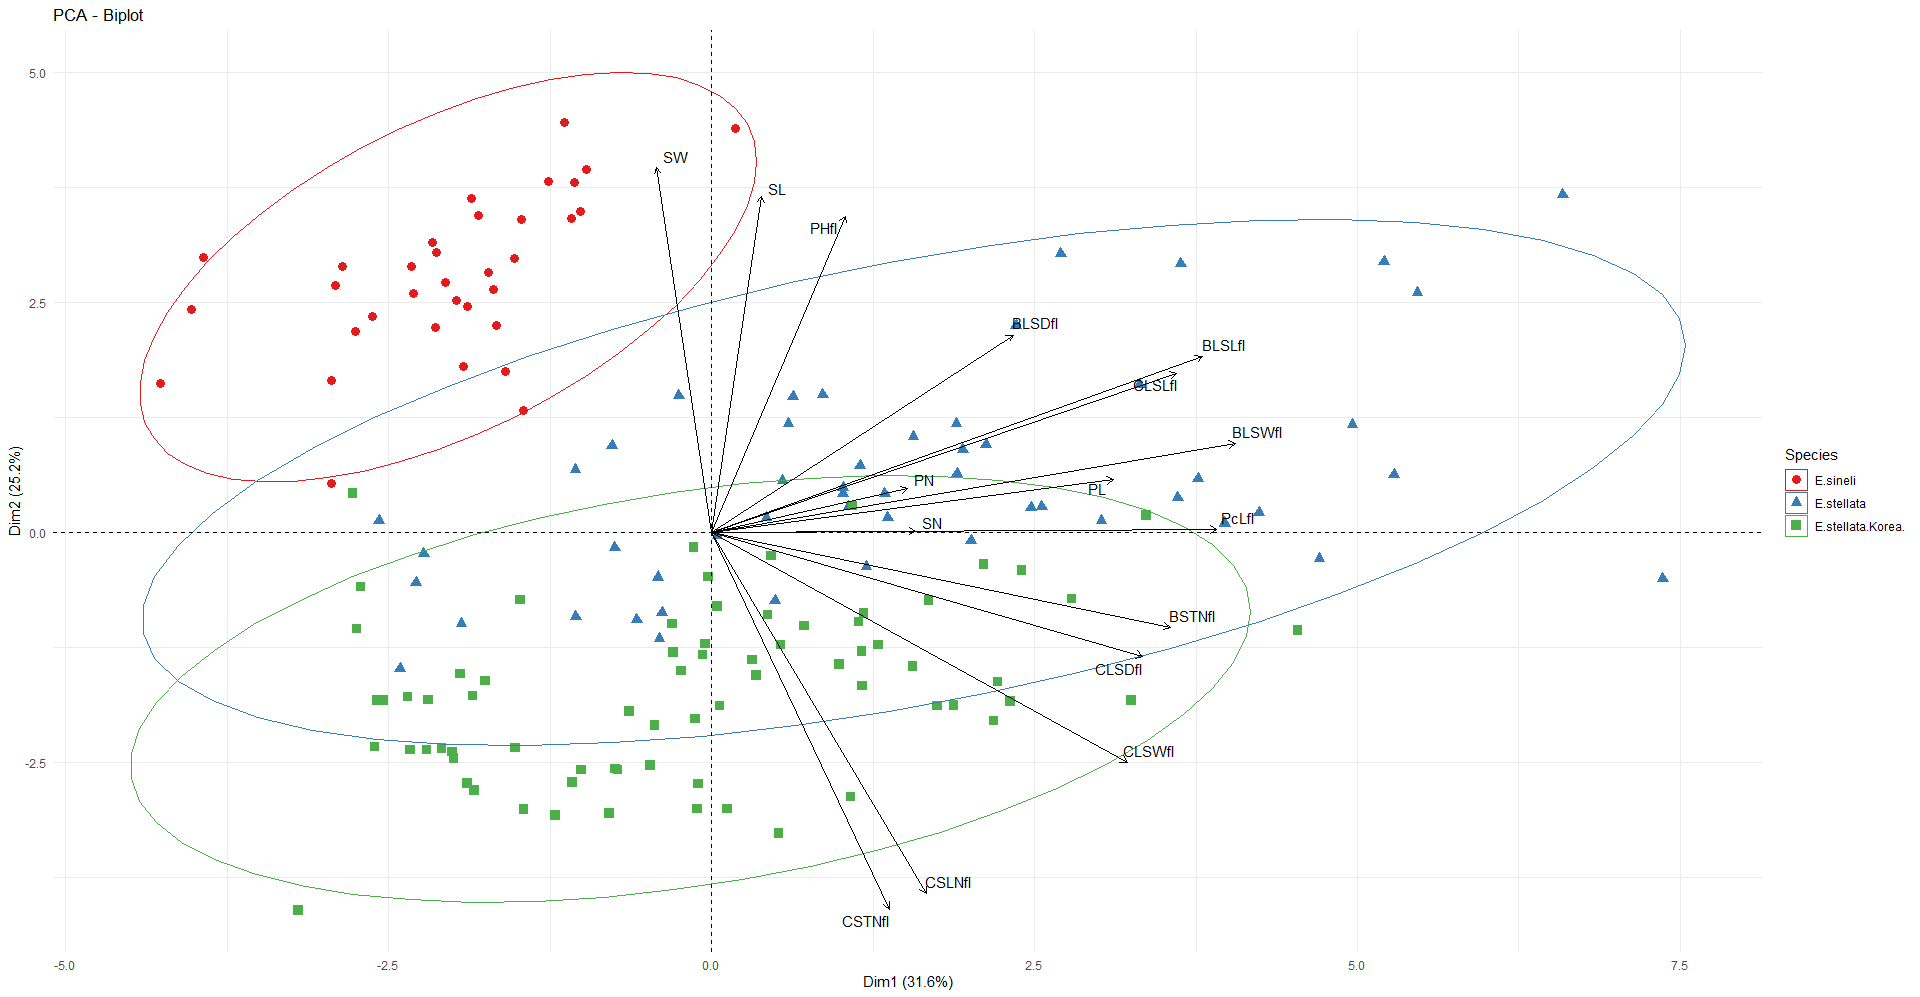 PCA - Biplot
5.0
2.5
0.0
-2.5
Dim2 (25.2%)
SW
SL
PHfl
BLSDfl
BLSLfl
CLSLfl
BLSWfl
PN
PL
SN
PcLfl
BSTNfl
CLSDfl
CLSWfl
CSLNfl
CSTNfl
-5.0
-2.5
0.0
2.5
5.0
7.5
Dim1 (31.6%)
Species
E.sineli
E.stellata
E.stellata.Korea.